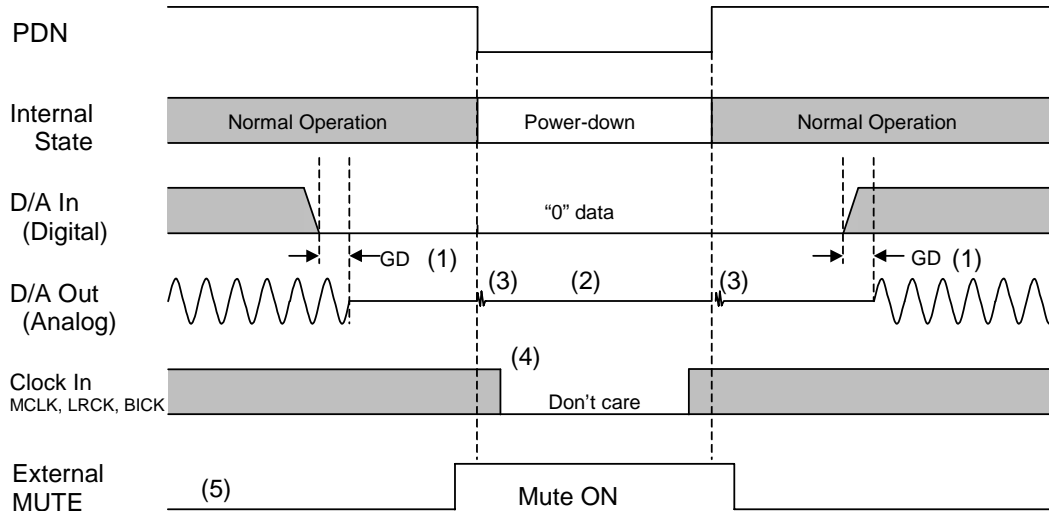 PDN
Internal
State
Normal Operation
Power-down
Normal Operation
D/A In
(Digital)
“0” data
GD (1)
GD (1)
D/A Out
(Analog)
(3)
(2)
(3)
Clock In
MCLK, LRCK, BICK
(4)
Don’t care
External
MUTE
(5)
Mute ON